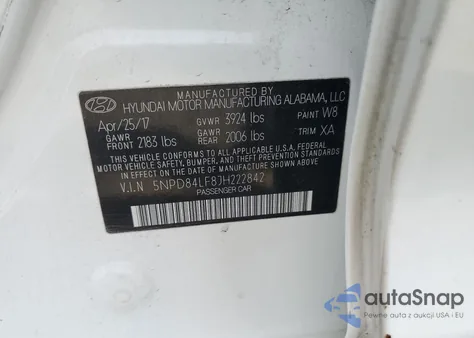 MANUFACTURED BY
HYUNDAI MOTOR MANUFACTURING ALABAMA, LLC
Apr/25/17 GVWR 3924 lbs PAINT W8
GAWR FRONT 2183 lbs GAWR REAR 2006 lbs TRIM XA
THIS VEHICLE CONFORMS TO ALL APPLICABLE U.S.A. FEDERAL
MOTOR VEHICLE SAFETY, BUMPER, AND THEFT PREVENTION
STANDARDS IN EFFECT ON THE DATE OF MANUFACTURE SHOWN ABOVE.
V.I.N 5NPD84LF8JH222842
PASSENGER CAR
autoSnap
Pewne auta z aukcji USA i EU